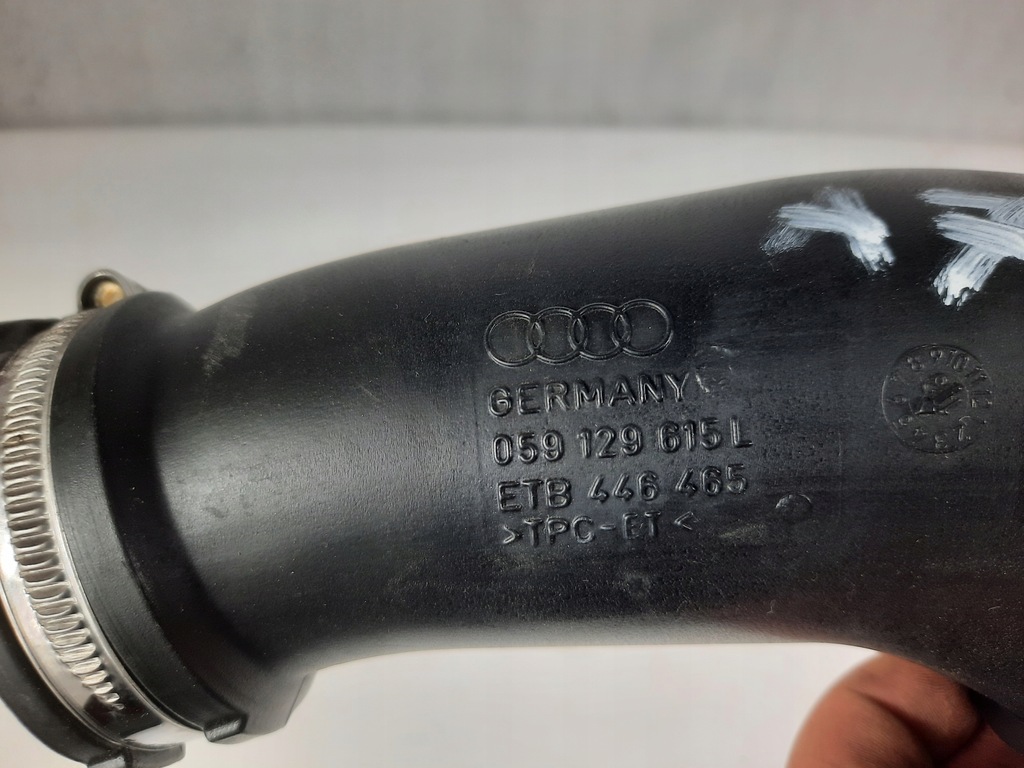 GERMANY
059 129 615 L
ETB 446 465
>TPC-ET<